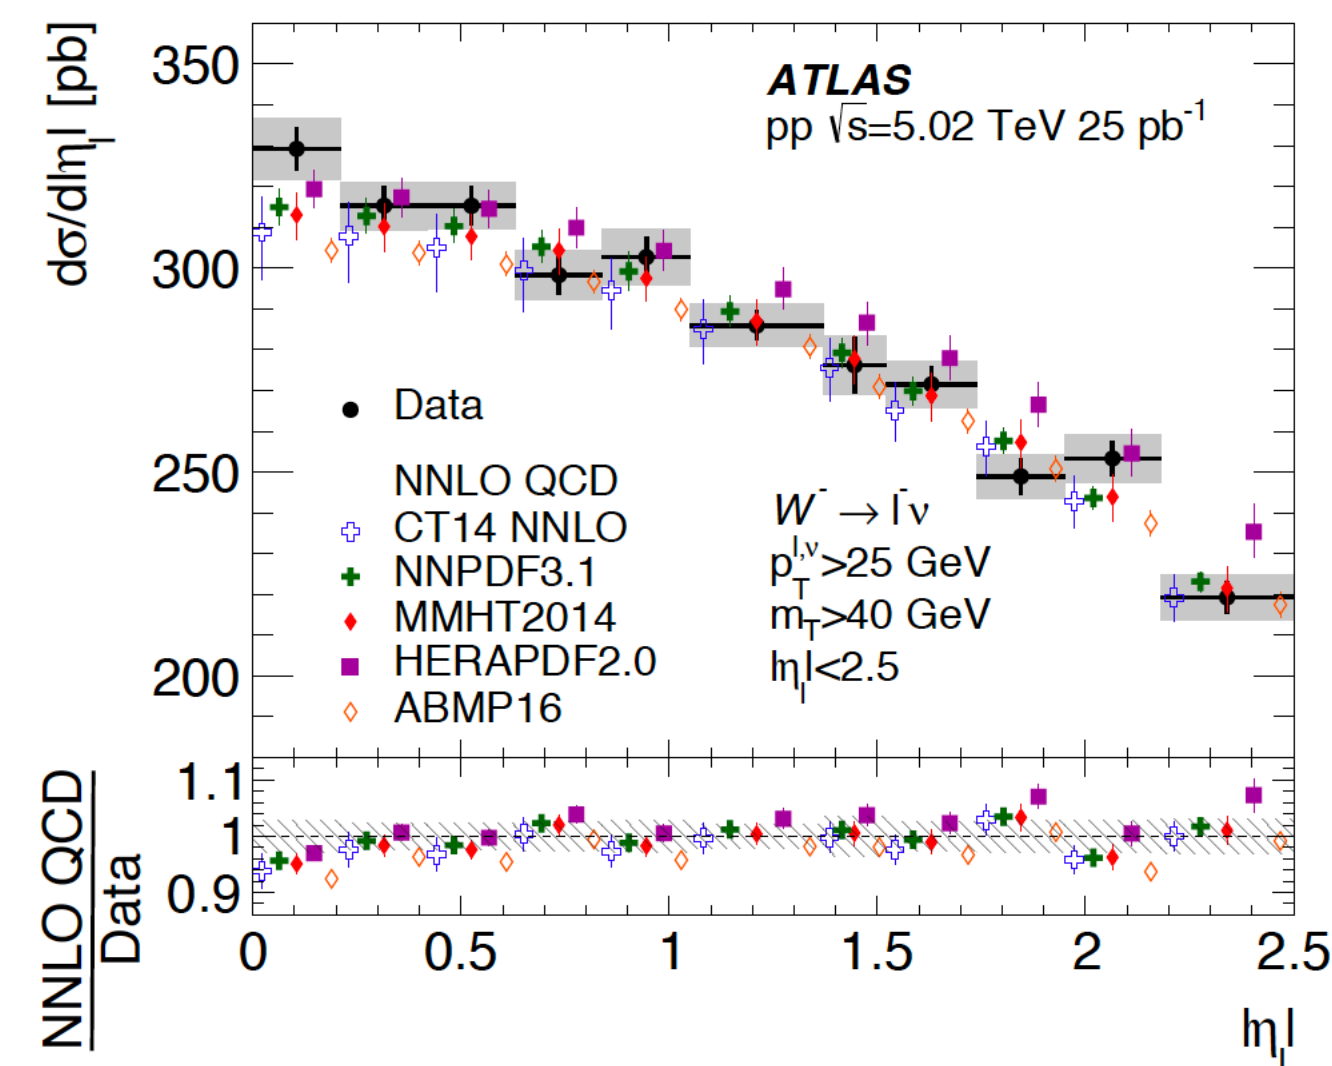 dσ/d|η_l| [pb]
350
300
250
200
ATLAS
pp √s=5.02 TeV 25 pb⁻¹
Data
NNLO QCD
CT14 NNLO
NNPDF3.1
MMHT2014
HERAPDF2.0
ABMP16
W⁻ → l⁻ν
p_T^{l,ν}>25 GeV
m_T>40 GeV
|η_l|<2.5
NNLO QCD
Data
1.1
1
0.9
0 0.5 1 1.5 2 2.5
|η_l|